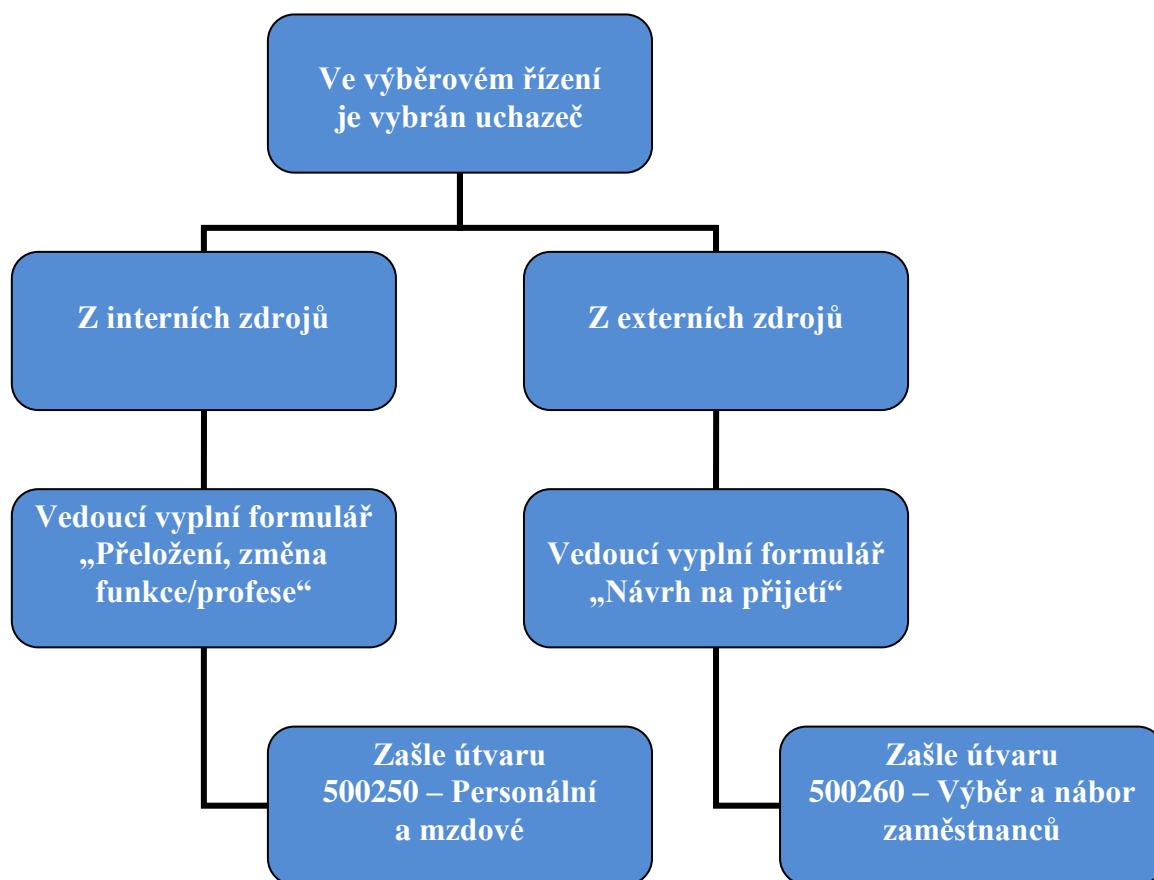 Ve výběrovém řízení
je vybrán uchazeč
Z interních zdrojů
Z externích zdrojů
Vedoucí vyplní formulář
„Přeložení, změna
funkce/profese“
Vedoucí vyplní formulář
„Návrh na přijetí“
Zašle útvaru
500250 – Personální
a mzdové
Zašle útvaru
500260 – Výběr a nábor
zaměstnanců